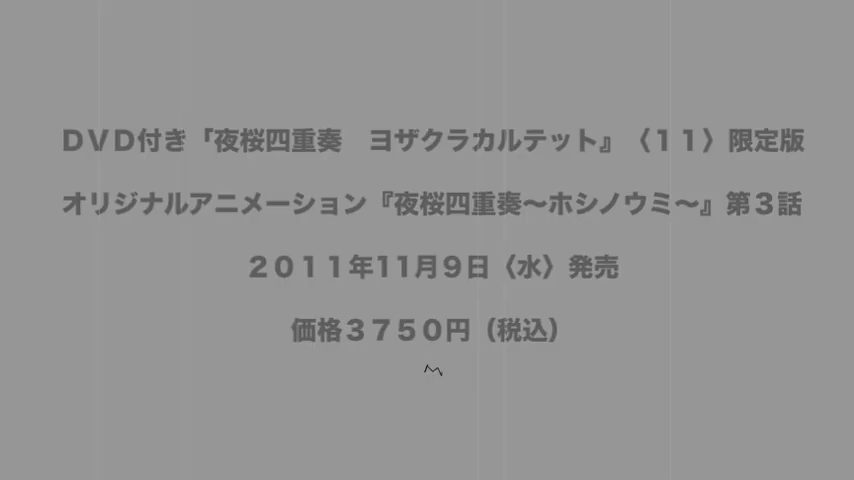 DVD付き「夜桜四重奏　ヨザクラカルテット』〈１１〉限定版
オリジナルアニメーション『夜桜四重奏～ホシノウミ～』第３話
２０１１年11月９日〈水〉発売
価格３７５０円（税込）